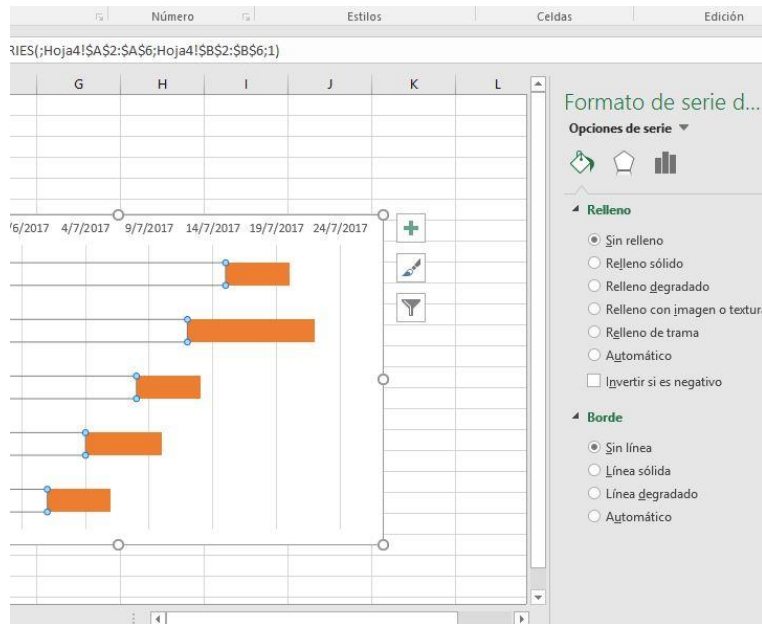 Número Estilos Celdas Edición
RIES(;Hoja4!$A$2:$A$6;Hoja4!$B$2:$B$6;1)
G H I J K L
/6/2017 4/7/2017 9/7/2017 14/7/2017 19/7/2017 24/7/2017
Formato de serie d...
Opciones de serie
Relleno
Sin relleno
Relleno sólido
Relleno degradado
Relleno con imagen o textura
Relleno de trama
Automático
Invertir si es negativo
Borde
Sin línea
Línea sólida
Línea degradado
Automático